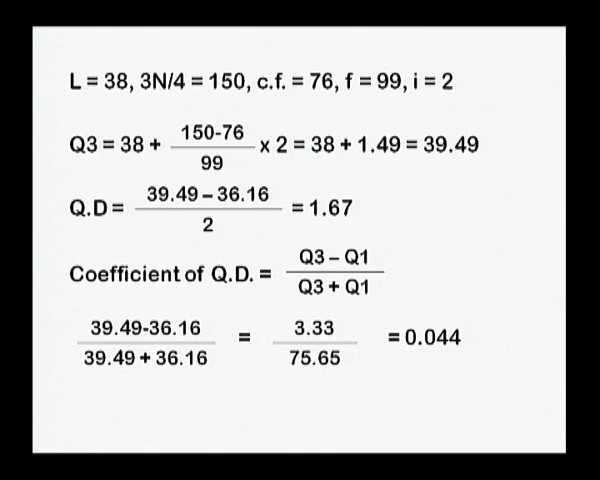 L = 38, 3N/4 = 150, c.f. = 76, f = 99, i = 2
Q3 = 38 + 150-76 / 99 x 2 = 38 + 1.49 = 39.49
Q.D = 39.49 – 36.16 / 2 = 1.67
Coefficient of Q.D. = Q3 – Q1 / Q3 + Q1
39.49-36.16 / 39.49 + 36.16 = 3.33 / 75.65 = 0.044